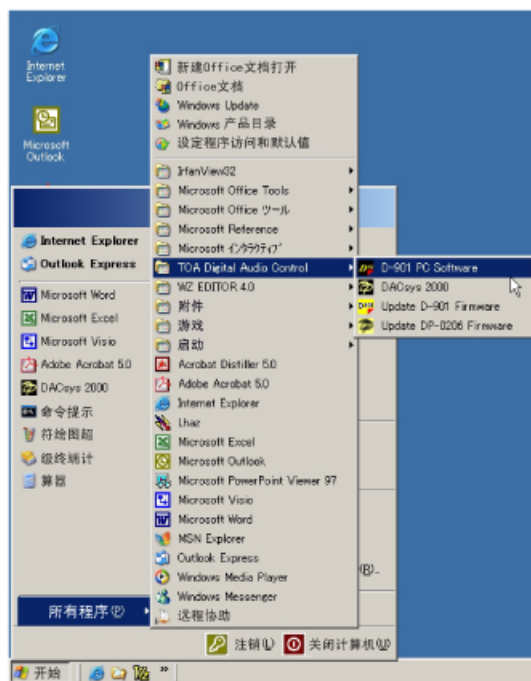 Internet
Explorer
Microsoft
Outlook
Internet Explorer
Outlook Express
Microsoft Word
Microsoft Excel
Microsoft Visio
Adobe Acrobat 5.0
DACsys 2000
命令提示
符绘图超
级终端计
算器
所有程序(P)
新建Office文档打开
Office文档
Windows Update
Windows 产品目录
设定程序访问和默认值
IrfanView32
Microsoft Office Tools
Microsoft Office ツール
Microsoft Reference
Microsoft インタラクティブ
TOA Digital Audio Control
WZ EDITOR 4.0
附件
游戏
启动
Acrobat Distiller 5.0
Adobe Acrobat 5.0
Internet Explorer
Lhaz
Microsoft Excel
Microsoft Outlook
Microsoft PowerPoint Viewer 97
Microsoft Visio
Microsoft Word
MSN Explorer
Outlook Express
Windows Media Player
Windows Messenger
远程协助
D-901 PC Software
DACsys 2000
Update D-901 Firmware
Update DP-0206 Firmware
(R)...
注销(L)
关闭计算机(U)
开始
»